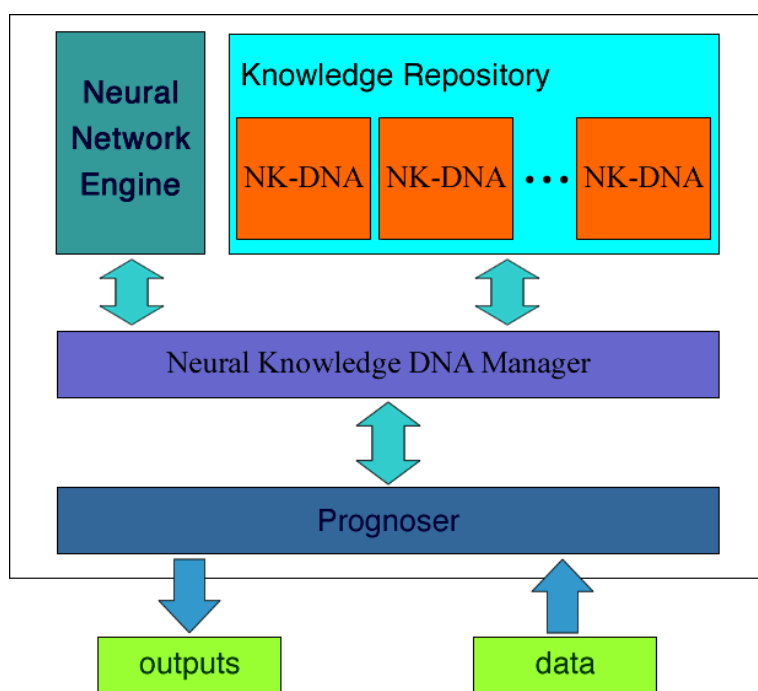 Neural
Network
Engine
Knowledge Repository
NK-DNA
NK-DNA
NK-DNA
Neural Knowledge DNA Manager
Prognoser
outputs
data